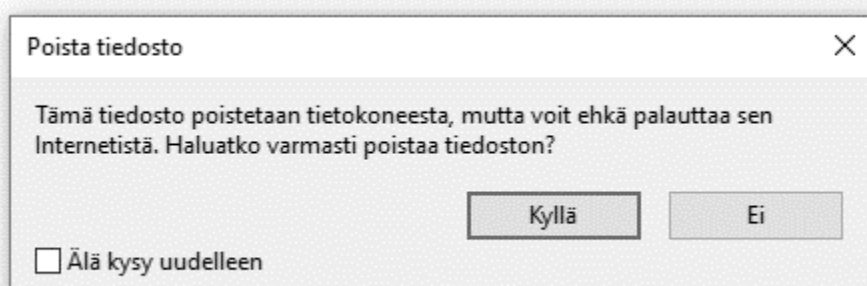 Poista tiedosto
Tämä tiedosto poistetaan tietokoneesta, mutta voit ehkä palauttaa sen
Internetistä. Haluatko varmasti poistaa tiedoston?
Kyllä Ei
Älä kysy uudelleen